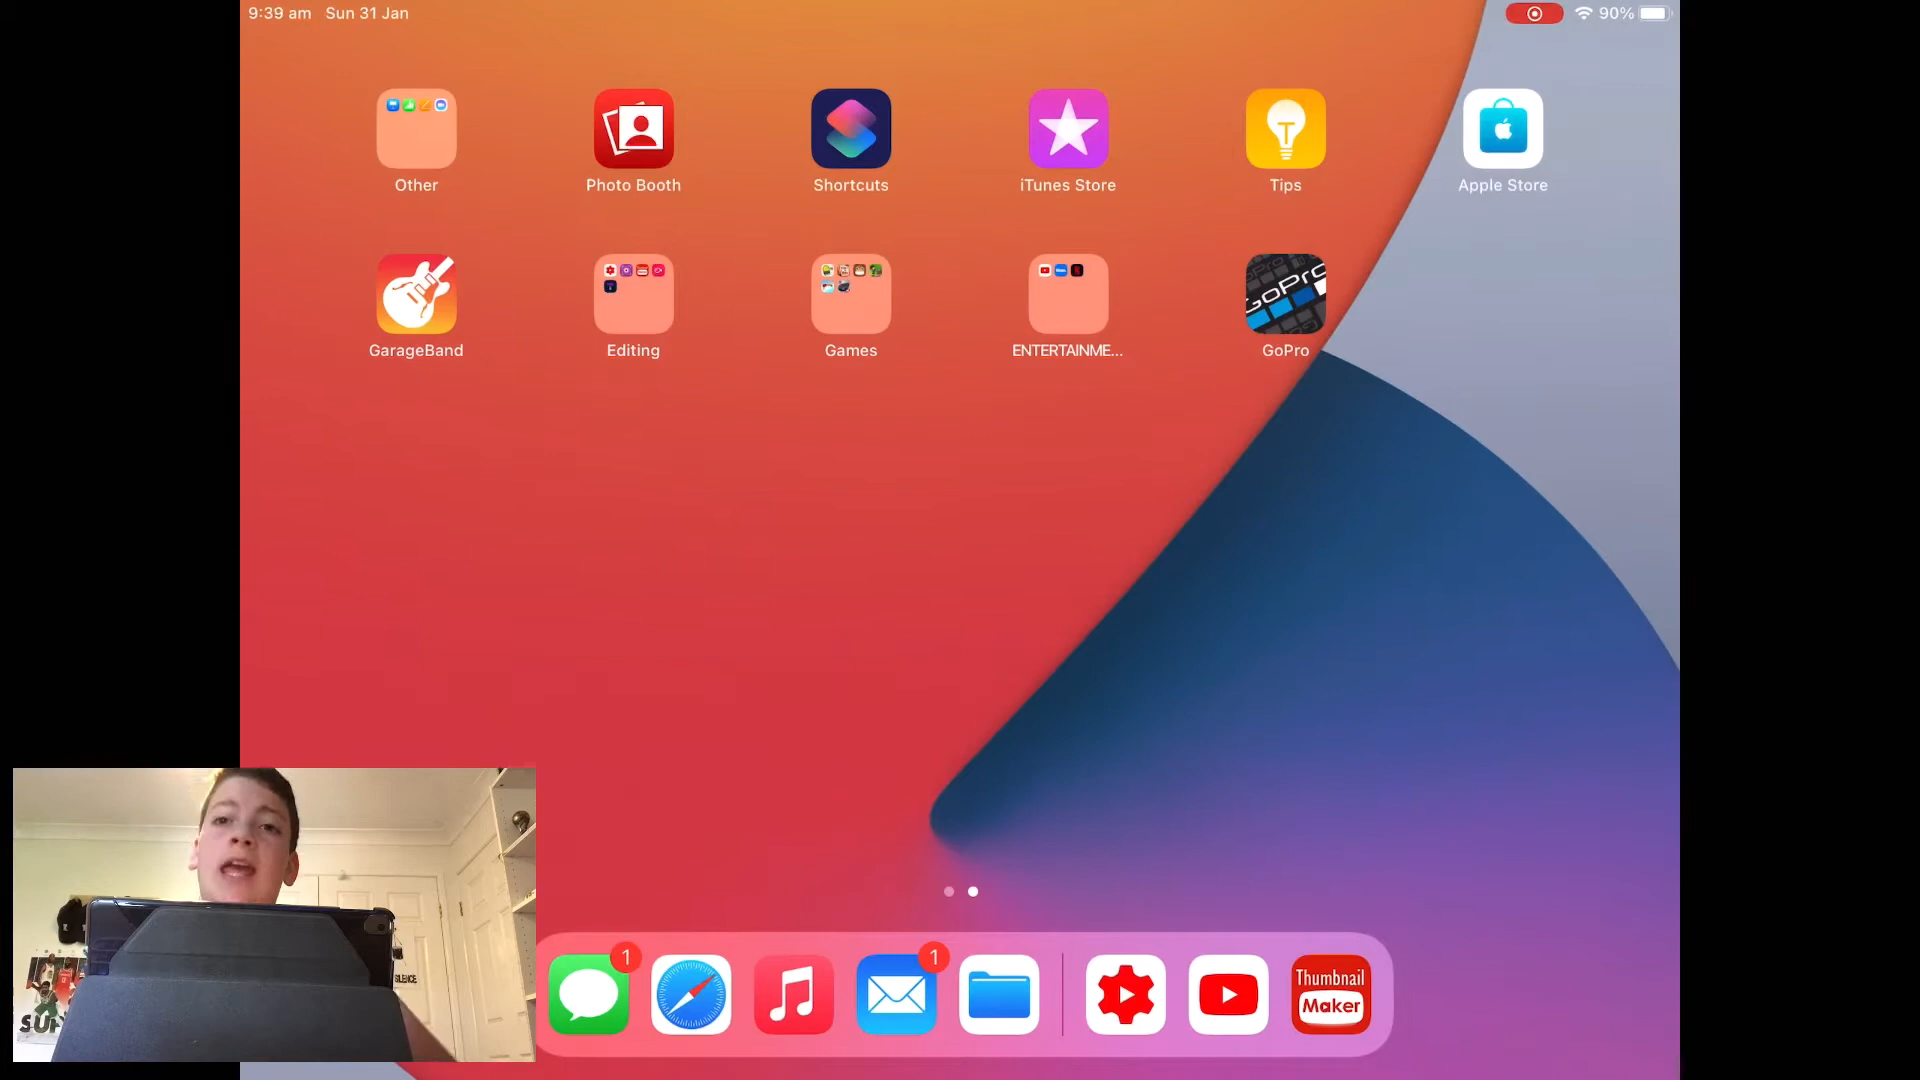 9:39 am Sun 31 Jan
90%
Other
Photo Booth
Shortcuts
iTunes Store
Tips
Apple Store
GarageBand
Editing
Games
ENTERTAINME...
GoPro
GoPro
1
1
Thumbnail
Maker
SILENCE